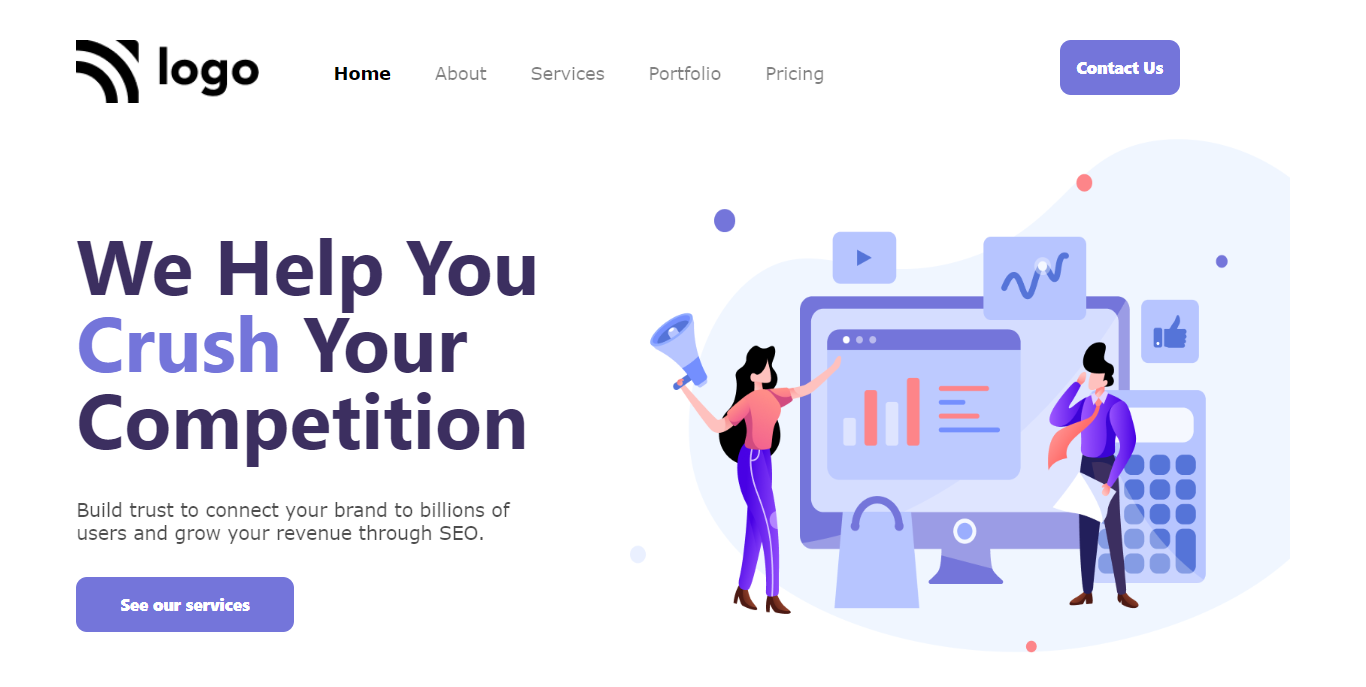 logo
Home About Services Portfolio Pricing
Contact Us
We Help You
Crush Your
Competition
Build trust to connect your brand to billions of
users and grow your revenue through SEO.
See our services